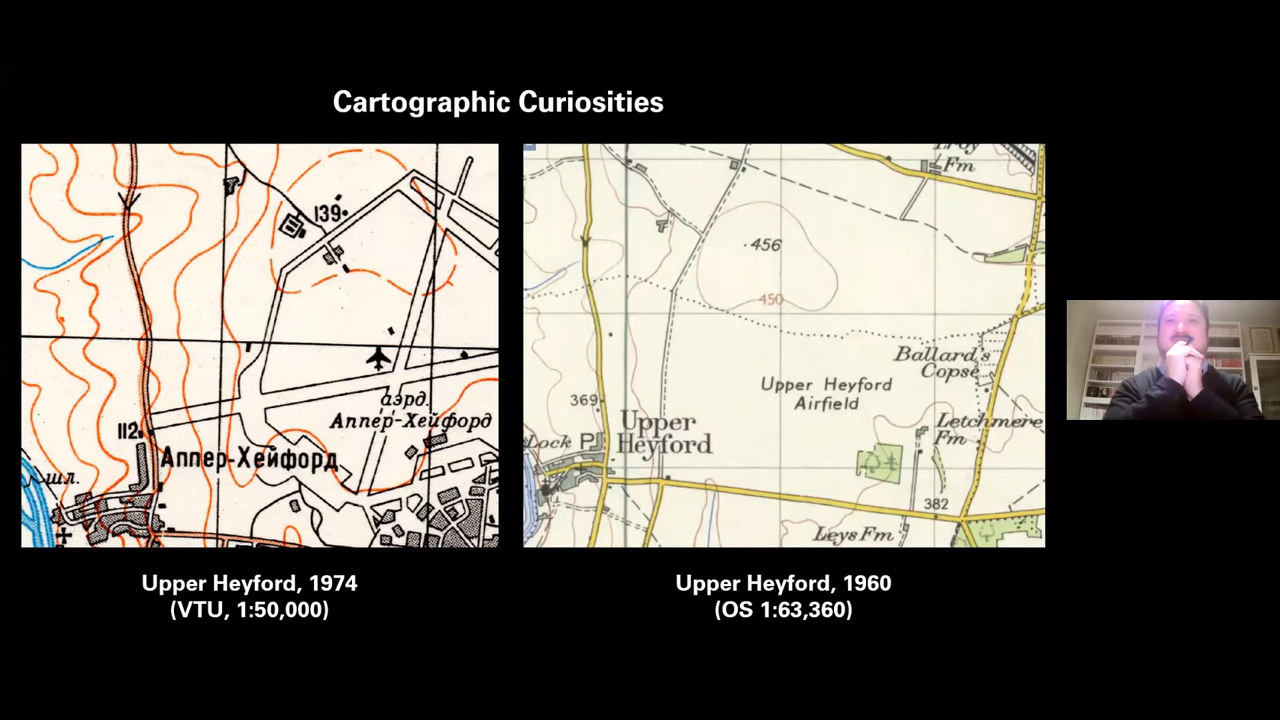 Cartographic Curiosities
139
112
аэрд.
Аппер-Хейфорд
Аппер-Хейфорд
шл.
Troy
Fm
456
450
Ballard's
Copse
Upper Heyford
Airfield
369
Upper
Heyford
Lock P
Letchmere
Fm
382
Leys Fm
Upper Heyford, 1974
(VTU, 1:50,000)
Upper Heyford, 1960
(OS 1:63,360)